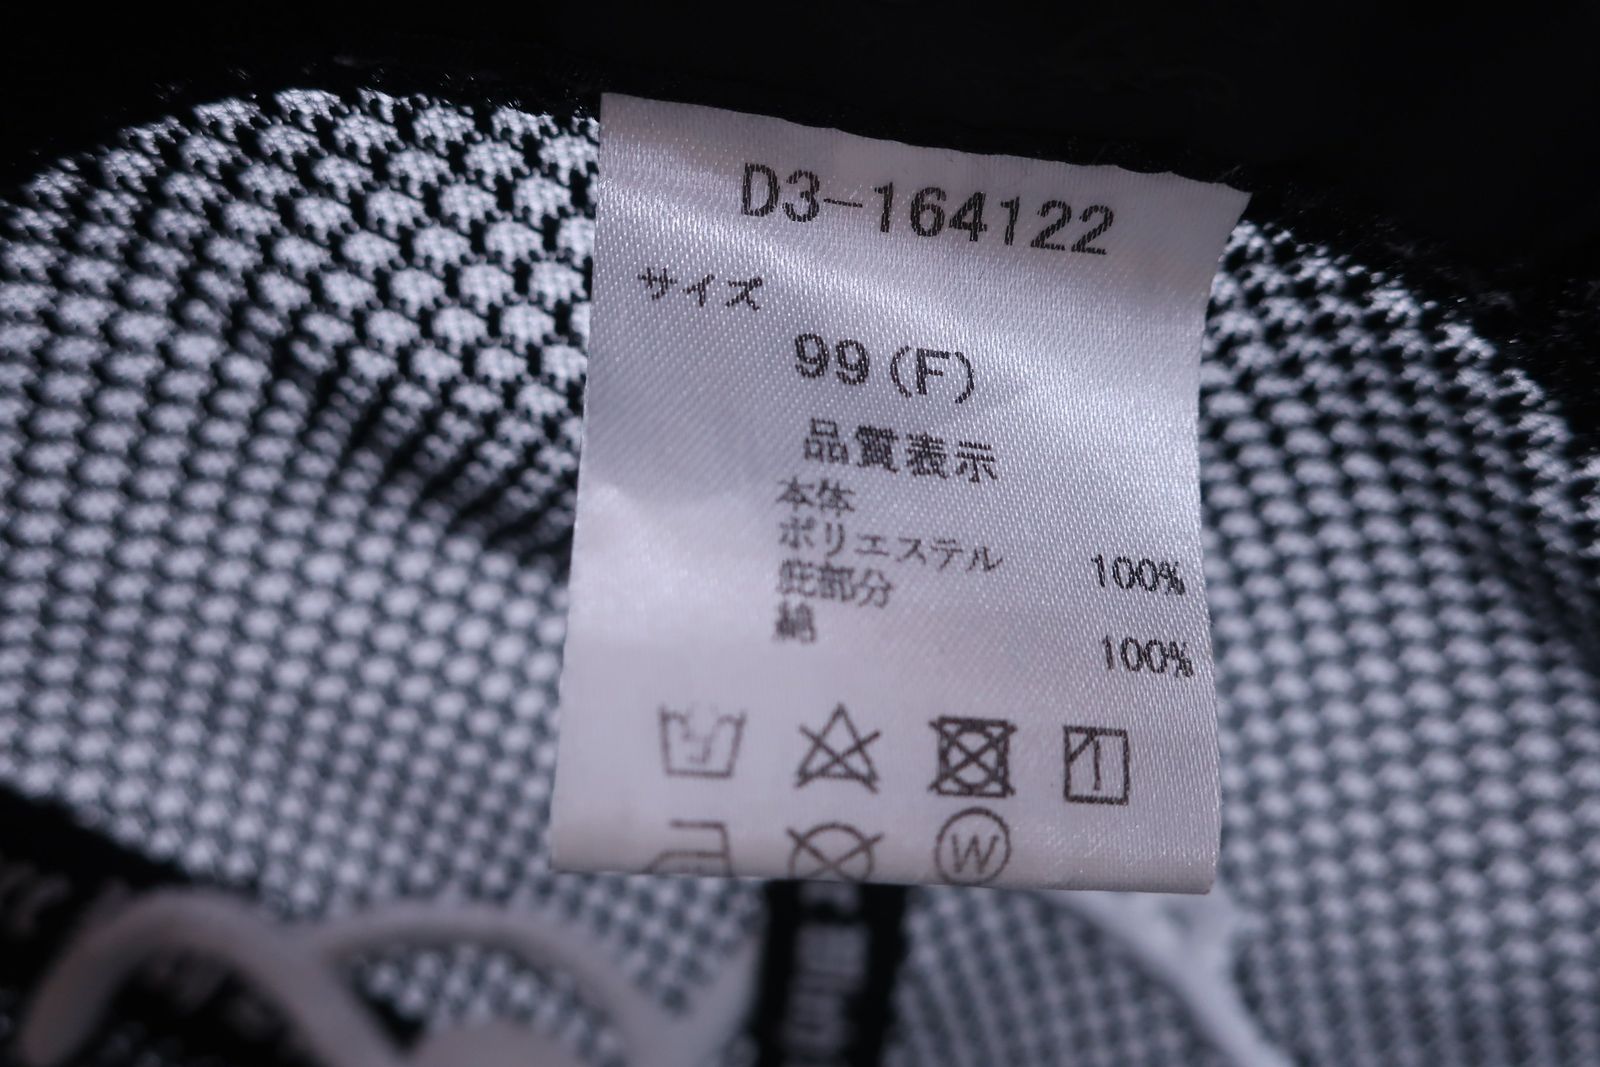 D3-164122
サイズ
99(F)
品質表示
本体
ポリエステル 100%
庇部分
綿 100%
W